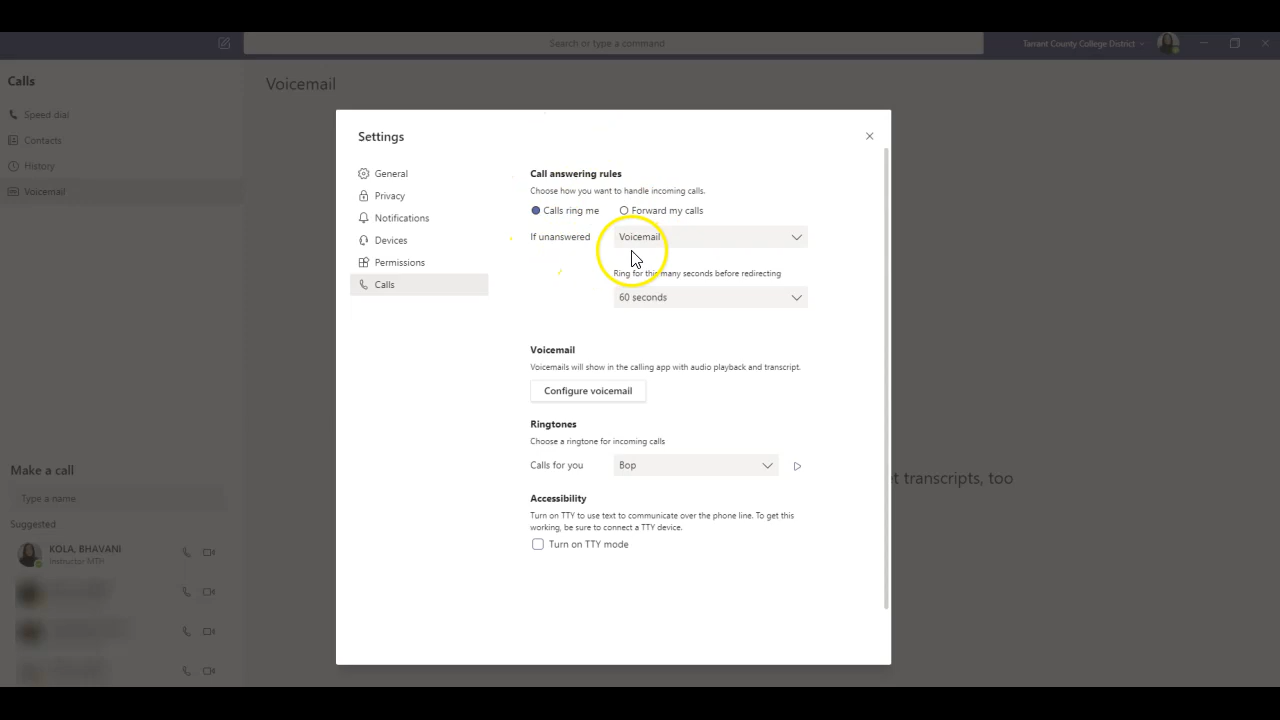 Search or type a command
Tarrant County College District
Calls
Speed dial
Contacts
History
Voicemail
Make a call
Type a name
Suggested
KOLA, BHAVANI
Instructor MTH
Voicemail
et transcripts, too
Settings
General
Privacy
Notifications
Devices
Permissions
Calls
Call answering rules
Choose how you want to handle incoming calls.
Calls ring me Forward my calls
If unanswered Voicemail
Ring for this many seconds before redirecting
60 seconds
Voicemail
Voicemails will show in the calling app with audio playback and transcript.
Configure voicemail
Ringtones
Choose a ringtone for incoming calls
Calls for you Bop
Accessibility
Turn on TTY to use text to communicate over the phone line. To get this
working, be sure to connect a TTY device.
Turn on TTY mode